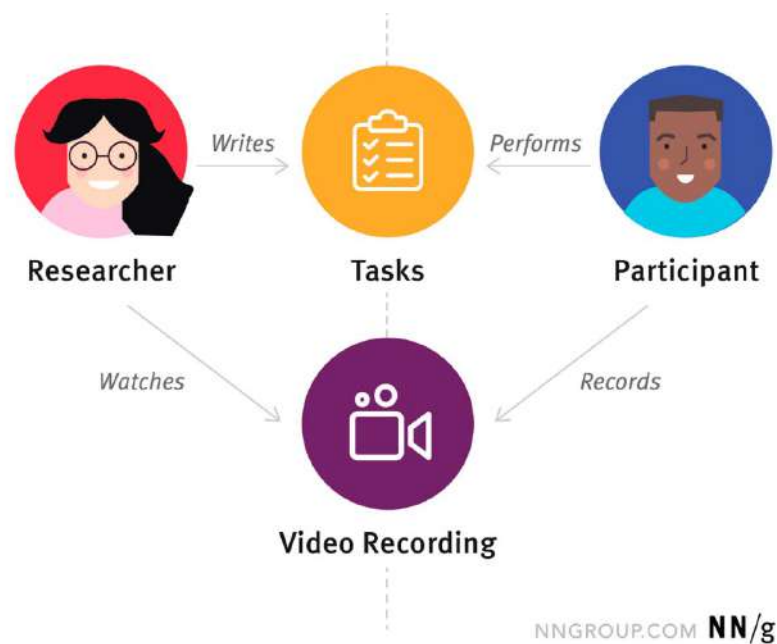 Writes
Performs
Researcher
Tasks
Participant
Watches
Records
Video Recording
NNGROUP.COM NN/g